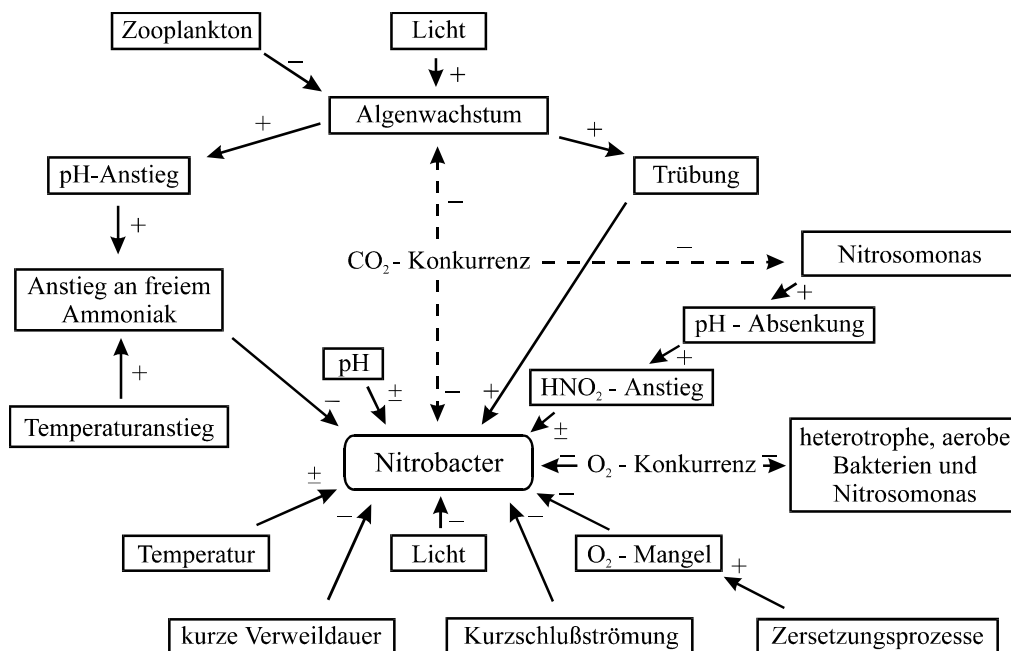 Zooplankton
Licht
−
+
Algenwachstum
+
+
pH-Anstieg
Trübung
+
−
CO₂ - Konkurrenz
−
Nitrosomonas
Anstieg an freiem
Ammoniak
+
pH - Absenkung
+
pH
+
HNO₂ - Anstieg
−
±
−
+
±
Temperaturanstieg
Nitrobacter
−
O₂ - Konkurrenz
−
heterotrophe, aerobe
Bakterien und
Nitrosomonas
±
−
−
−
−
Temperatur
Licht
O₂ - Mangel
+
kurze Verweildauer
Kurzschlußströmung
Zersetzungsprozesse